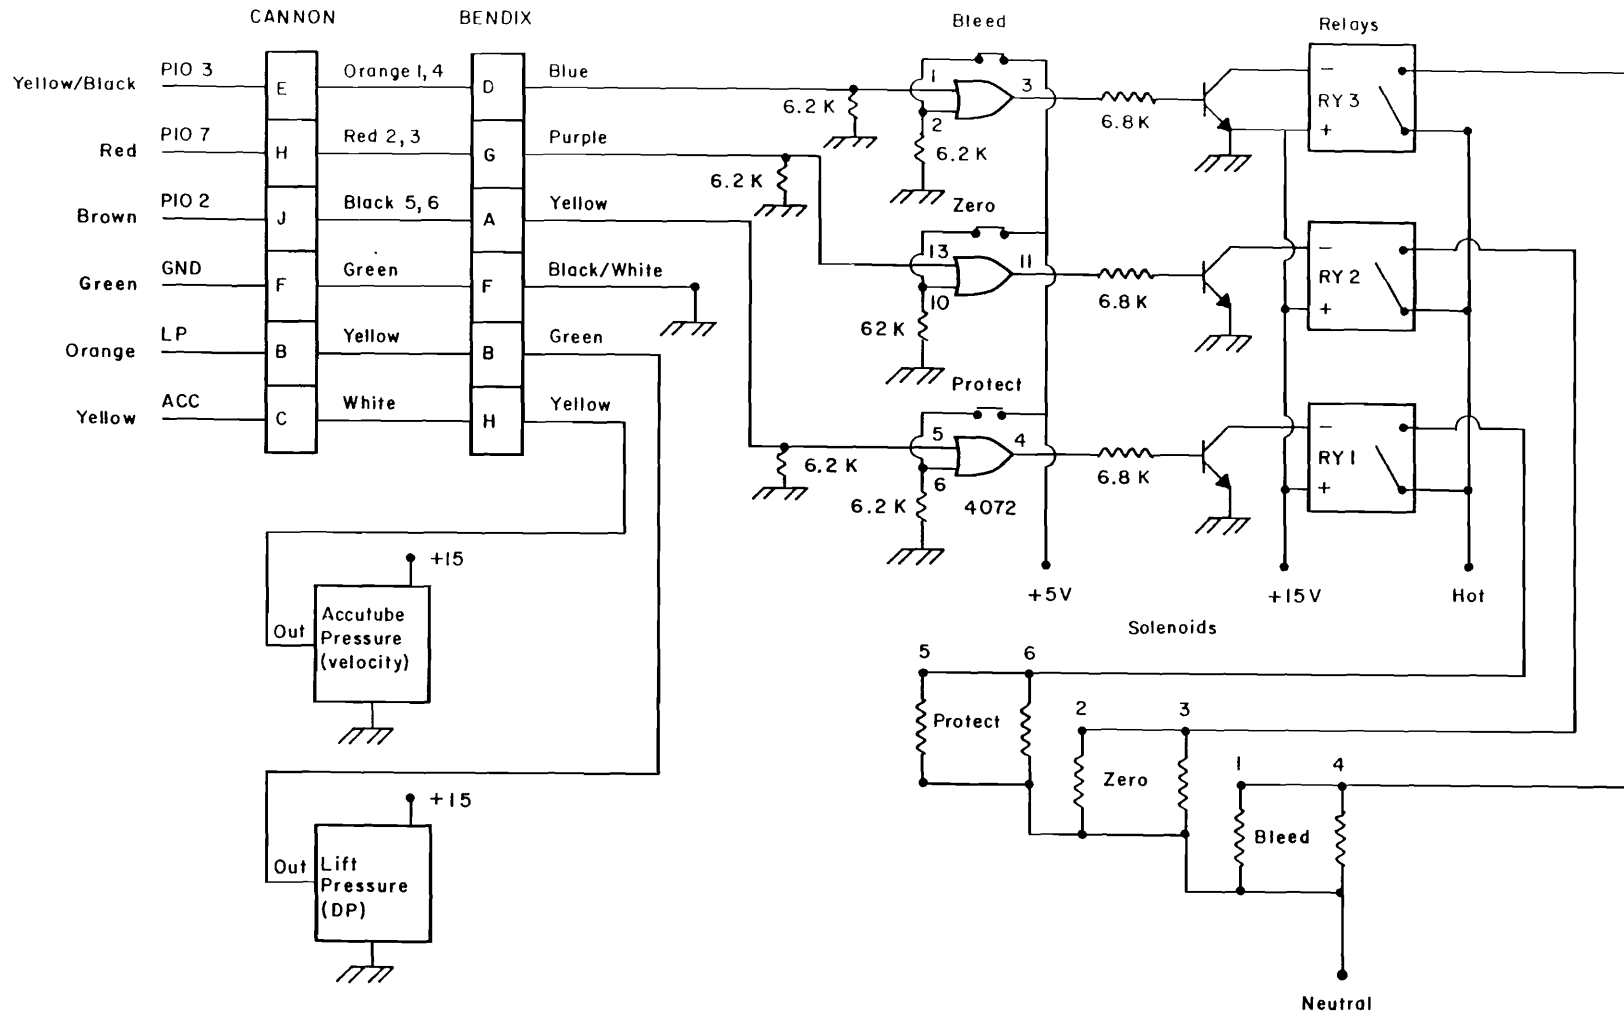 CANNON
BENDIX
Bleed
Relays
Yellow/Black
PIO 3
E
Orange 1, 4
D
Blue
6.2 K
1
2
3
6.2 K
6.8 K
−
RY 3
+
Red
PIO 7
H
Red 2, 3
G
Purple
6.2 K
Brown
PIO 2
J
Black 5, 6
A
Yellow
Zero
13
10
11
62 K
6.8 K
−
RY 2
+
Green
GND
F
Green
F
Black/White
Orange
LP
B
Yellow
B
Green
Yellow
ACC
C
White
H
Yellow
Protect
5
6
4
6.2 K
6.2 K
4072
6.8 K
−
RY 1
+
+5V
+15V
Hot
+15
Out
Accutube
Pressure
(velocity)
+15
Out
Lift
Pressure
(DP)
Solenoids
5
6
Protect
2
3
Zero
1
4
Bleed
Neutral